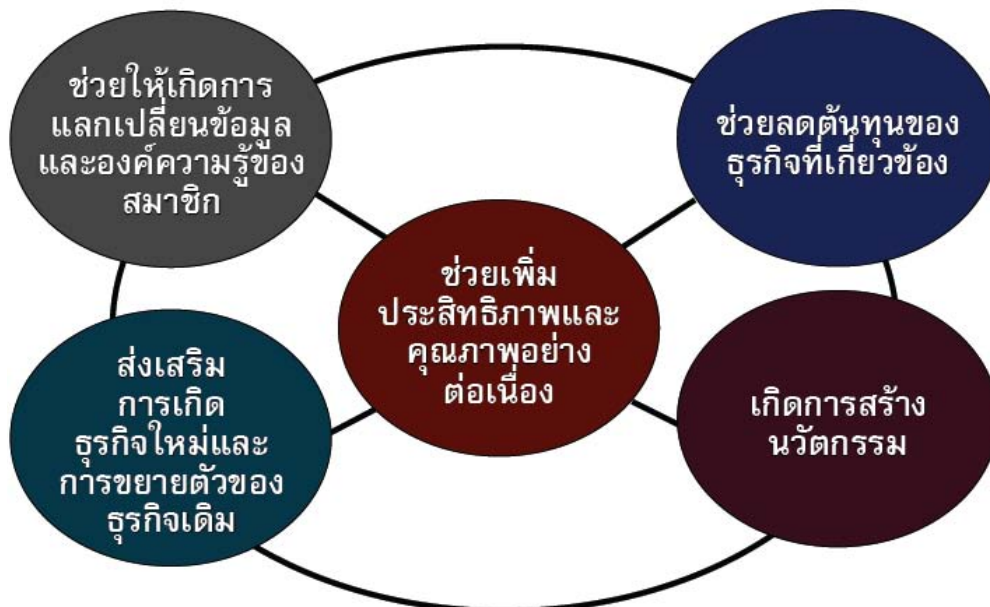 ช่วยให้เกิดการ
แลกเปลี่ยนข้อมูล
และองค์ความรู้ของ
สมาชิก
ช่วยลดต้นทุนของ
ธุรกิจที่เกี่ยวข้อง
ช่วยเพิ่ม
ประสิทธิภาพและ
คุณภาพอย่าง
ต่อเนื่อง
ส่งเสริม
การเกิด
ธุรกิจใหม่และ
การขยายตัวของ
ธุรกิจเดิม
เกิดการสร้าง
นวัตกรรม